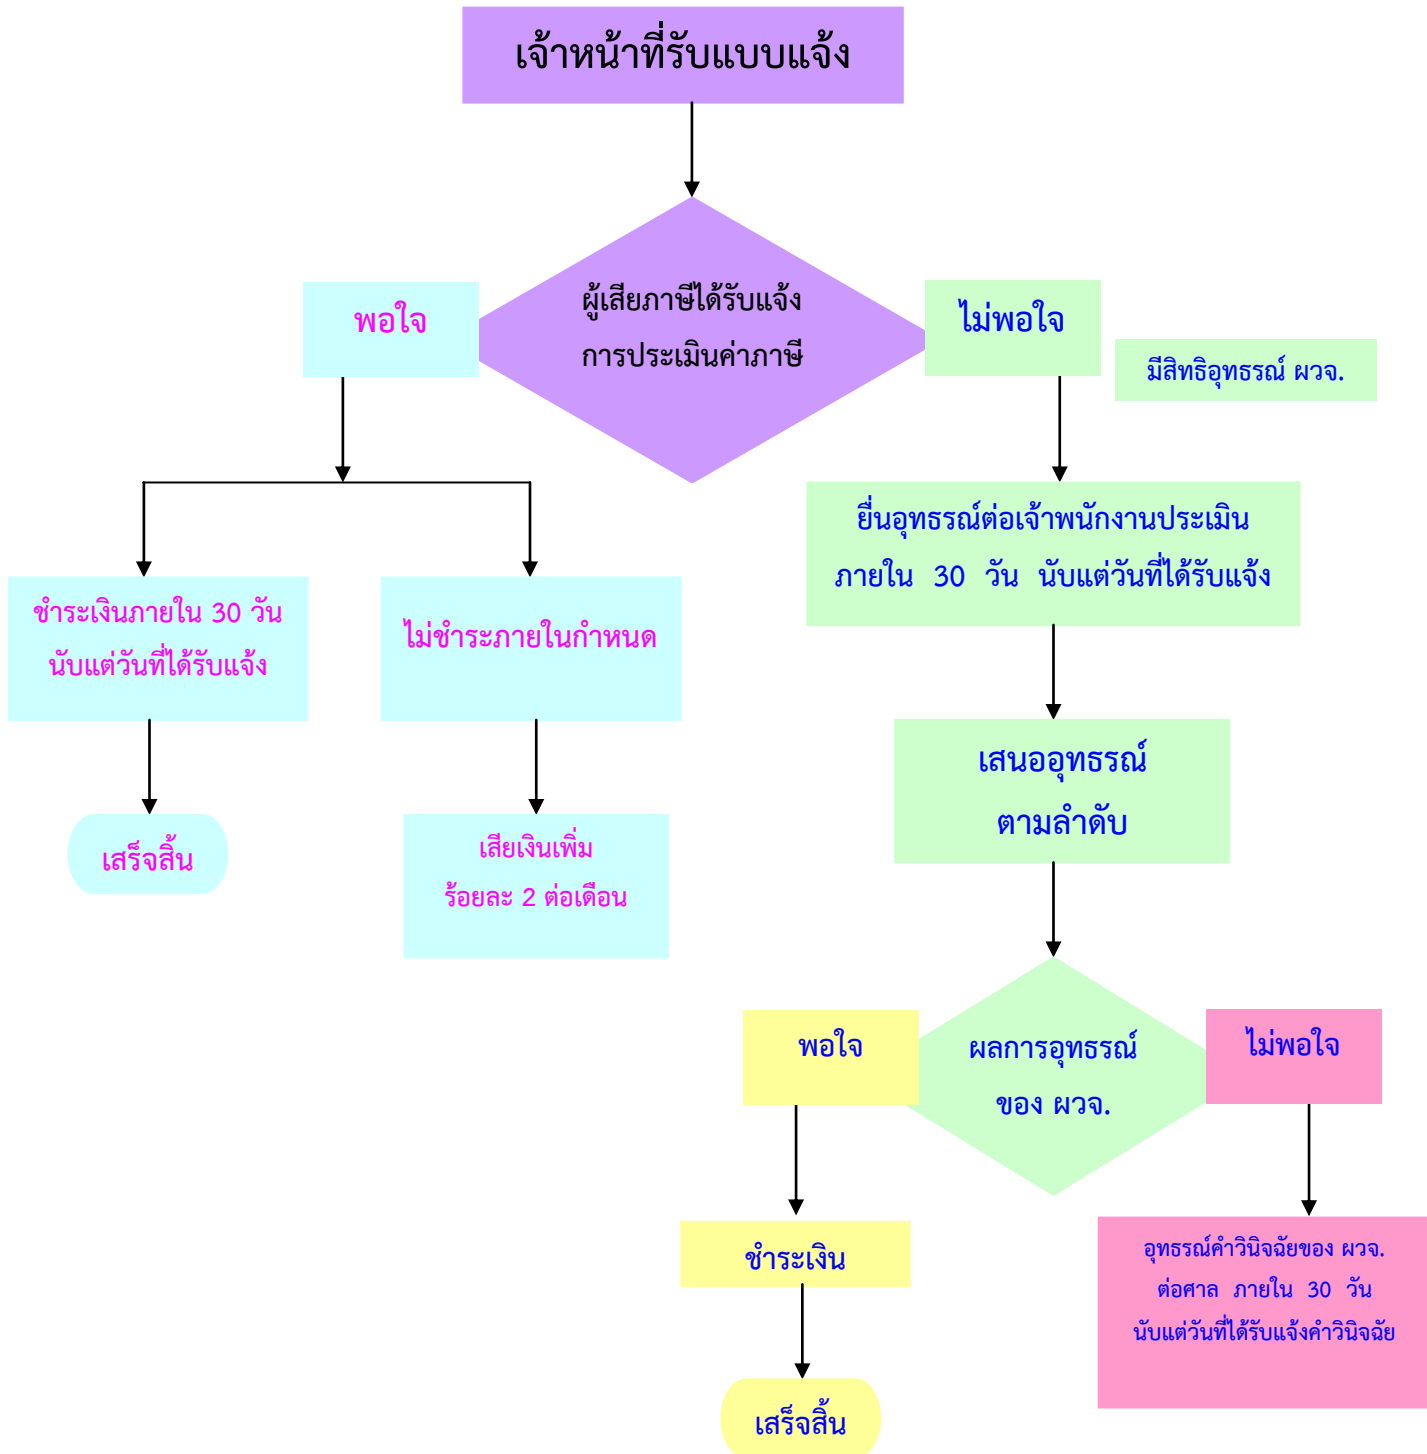 เจ้าหน้าที่รับแบบแจ้ง
ผู้เสียภาษีได้รับแจ้ง
การประเมินค่าภาษี
พอใจ
ไม่พอใจ
มีสิทธิอุทธรณ์ ผวจ.
ชำระเงินภายใน 30 วัน
นับแต่วันที่ได้รับแจ้ง
ไม่ชำระภายในกำหนด
ยื่นอุทธรณ์ต่อเจ้าพนักงานประเมิน
ภายใน 30 วัน นับแต่วันที่ได้รับแจ้ง
เสร็จสิ้น
เสียเงินเพิ่ม
ร้อยละ 2 ต่อเดือน
เสนออุทธรณ์
ตามลำดับ
พอใจ
ผลการอุทธรณ์
ของ ผวจ.
ไม่พอใจ
ชำระเงิน
อุทธรณ์คำวินิจฉัยของ ผวจ.
ต่อศาล ภายใน 30 วัน
นับแต่วันที่ได้รับแจ้งคำวินิจฉัย
เสร็จสิ้น